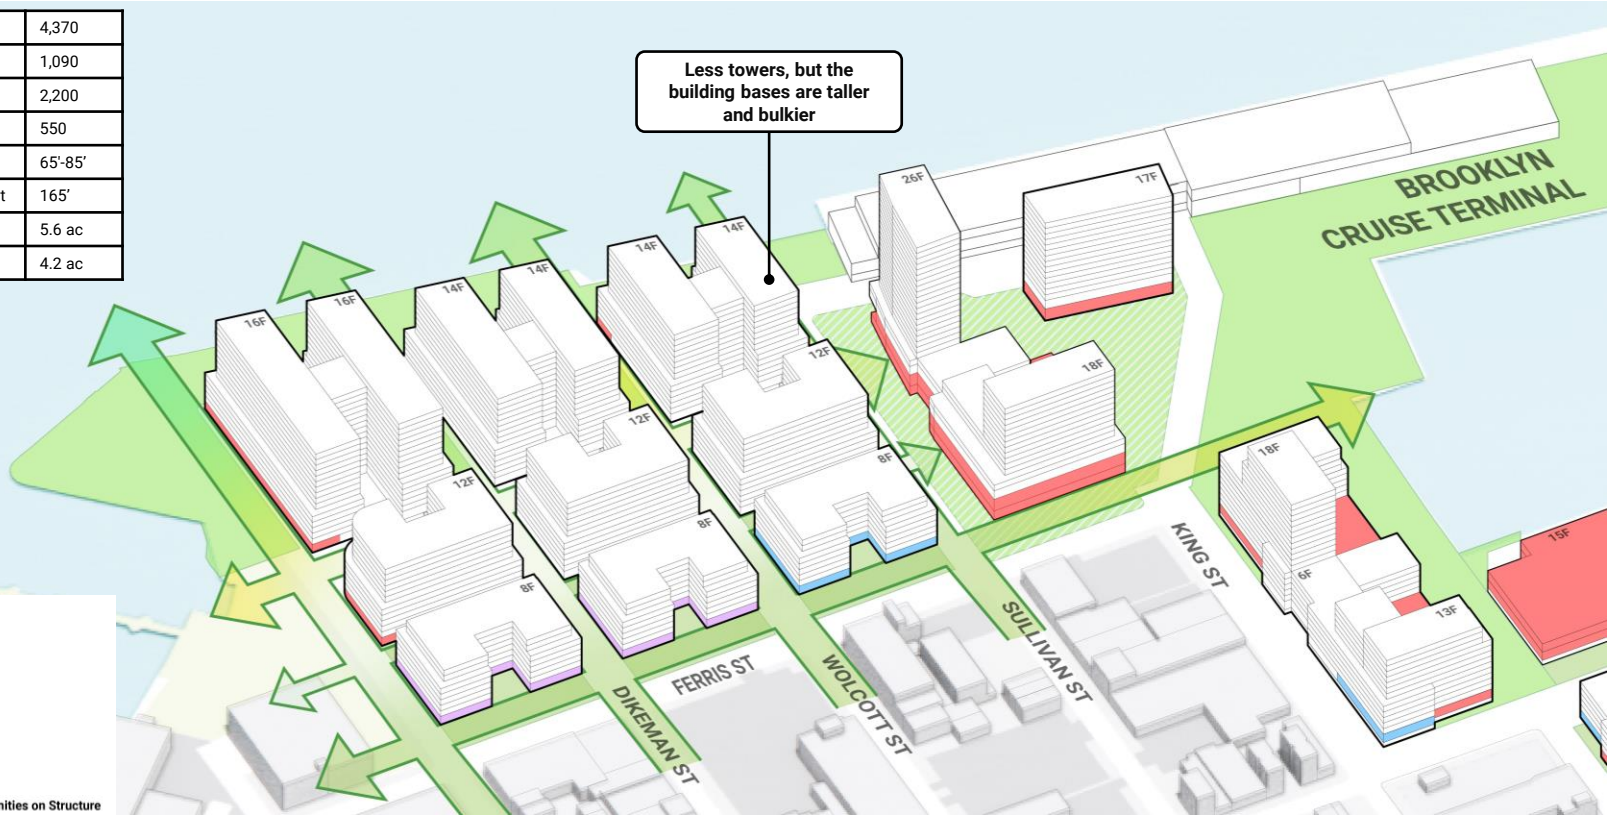 4,370
1,090
2,200
550
65'-85'
t 165'
5.6 ac
4.2 ac
Less towers, but the
building bases are taller
and bulkier
26F
17F
BROOKLYN
CRUISE TERMINAL
14F
14F
14F
14F
16F
16F
12F
18F
12F
8F
18F
12F
8F
KING ST
15F
6F
8F
13F
SULLIVAN ST
FERRIS ST
WOLCOTT ST
DIKEMAN ST
nities on Structure